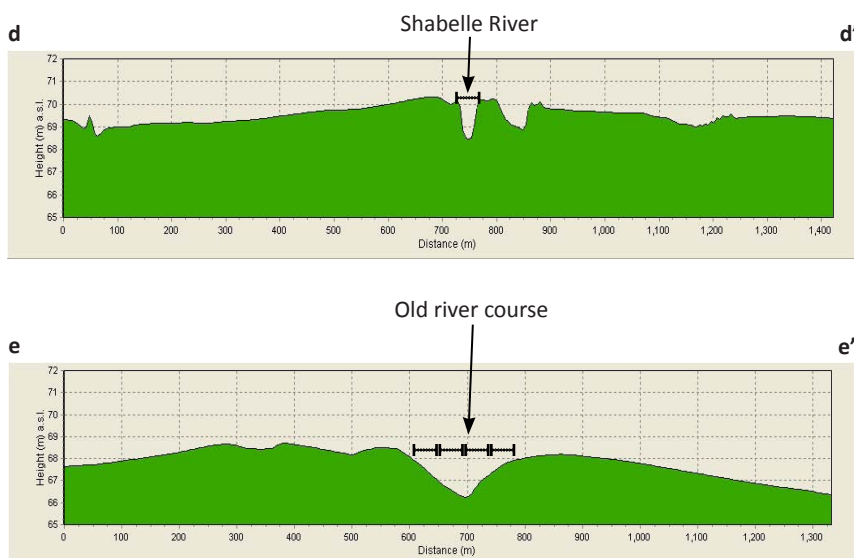 Shabelle River
d d'
72
71
70
69
68
67
66
65
Height (m) a.s.l.
0 100 200 300 400 500 600 700 800 900 1,000 1,100 1,200 1,300 1,400
Distance (m)
Old river course
e e'
72
71
70
69
68
67
66
65
Height (m) a.s.l.
0 100 200 300 400 500 600 700 800 900 1,000 1,100 1,200 1,300
Distance (m)